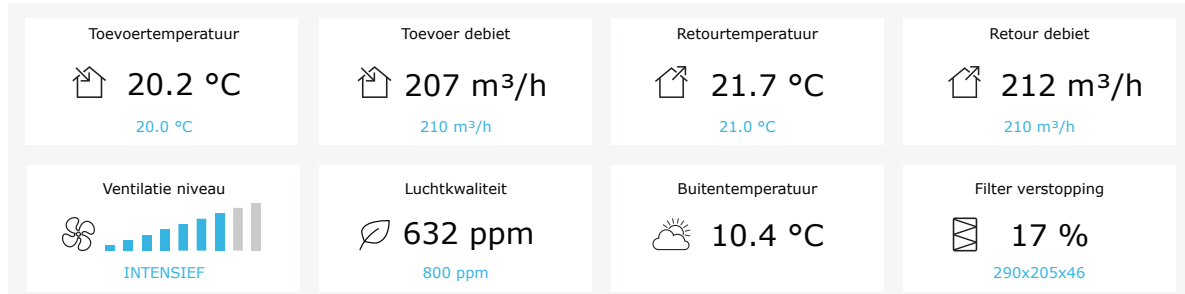 Toevoertemperatuur
20.2 °C
20.0 °C
Toevoer debiet
207 m³/h
210 m³/h
Retourtemperatuur
21.7 °C
21.0 °C
Retour debiet
212 m³/h
210 m³/h
Ventilatie niveau
INTENSIEF
Luchtkwaliteit
632 ppm
800 ppm
Buitentemperatuur
10.4 °C
Filter verstopping
17 %
290x205x46